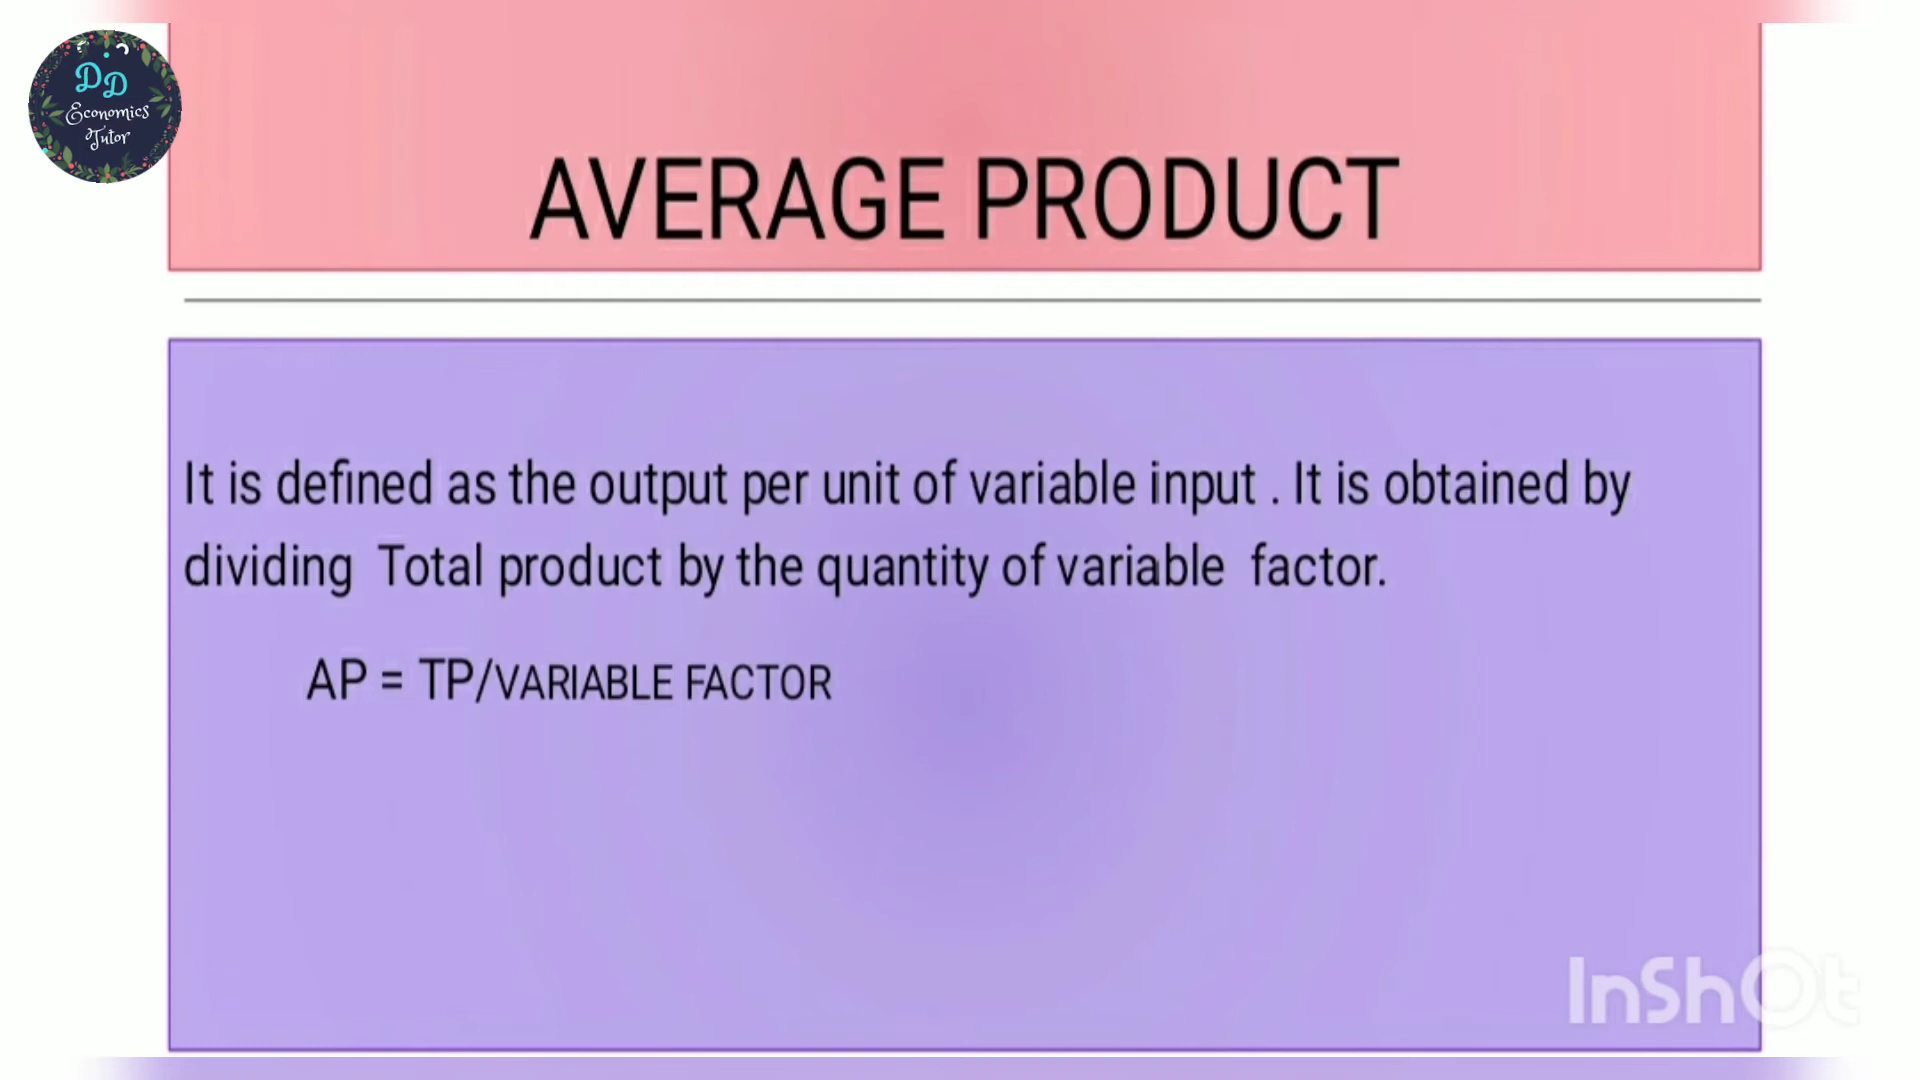 DD
Economics
Tutor
AVERAGE PRODUCT
It is defined as the output per unit of variable input . It is obtained by
dividing Total product by the quantity of variable factor.
AP = TP/VARIABLE FACTOR
InShOt